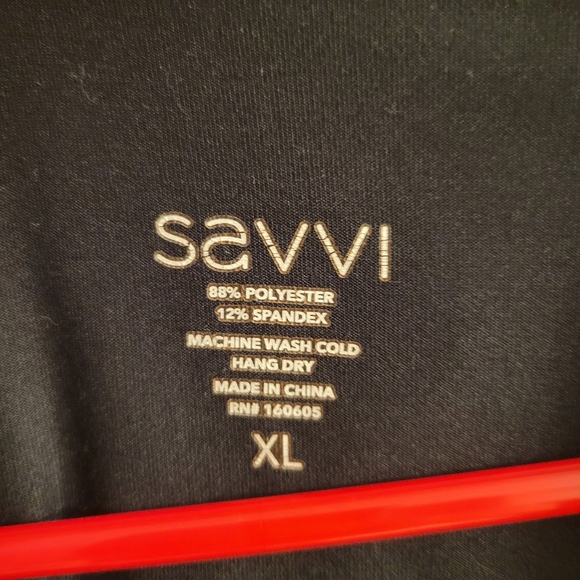 savvi
88% POLYESTER
12% SPANDEX
MACHINE WASH COLD
HANG DRY
MADE IN CHINA
RN# 160605
XL